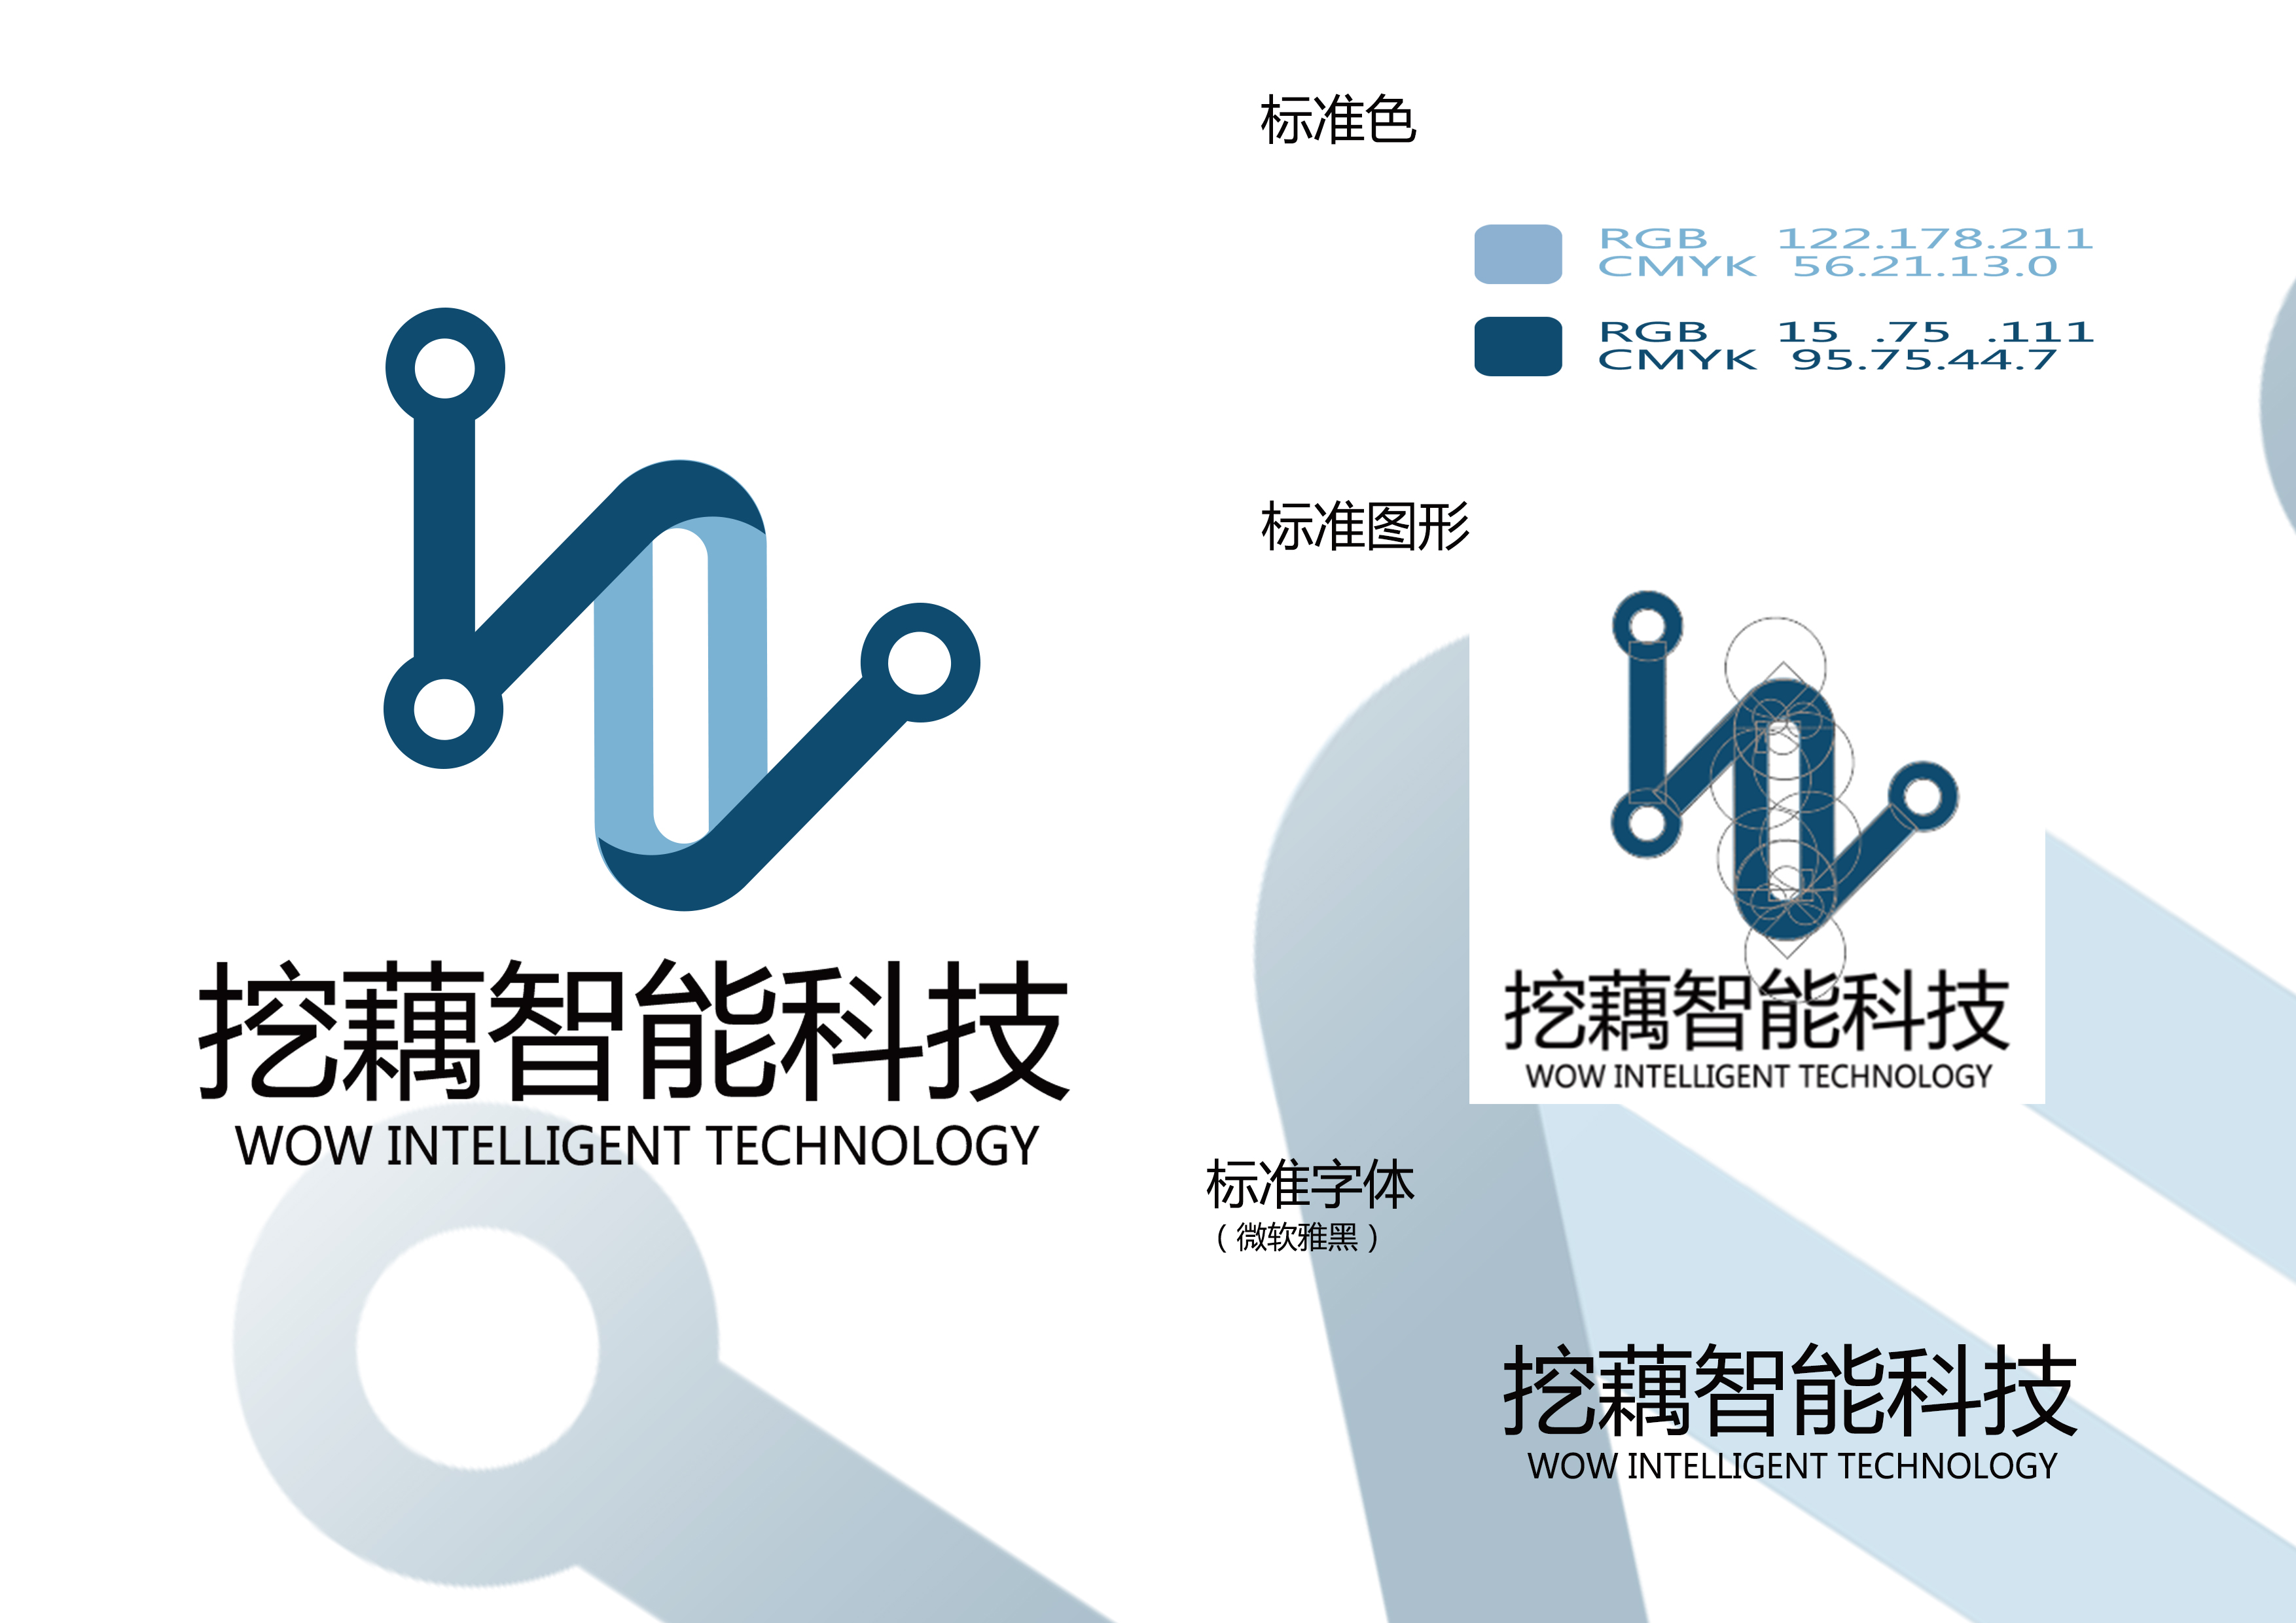 标准色
RGB 122.178.211
CMYK 56.21.13.0
RGB 15 .75 .111
CMYK 95.75.44.7
标准图形
挖藕智能科技
WOW INTELLIGENT TECHNOLOGY
挖藕智能科技
WOW INTELLIGENT TECHNOLOGY
标准字体
（微软雅黑）
挖藕智能科技
WOW INTELLIGENT TECHNOLOGY